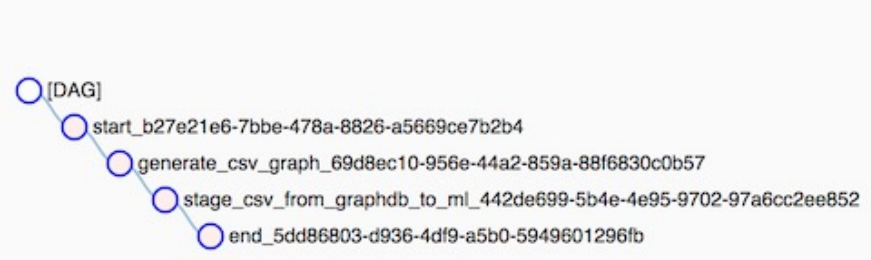 [DAG]
start_b27e21e6-7bbe-478a-8826-a5669ce7b2b4
generate_csv_graph_69d8ec10-956e-44a2-859a-88f6830c0b57
stage_csv_from_graphdb_to_ml_442de699-5b4e-4e95-9702-97a6cc2ee852
end_5dd86803-d936-4df9-a5b0-5949601296fb